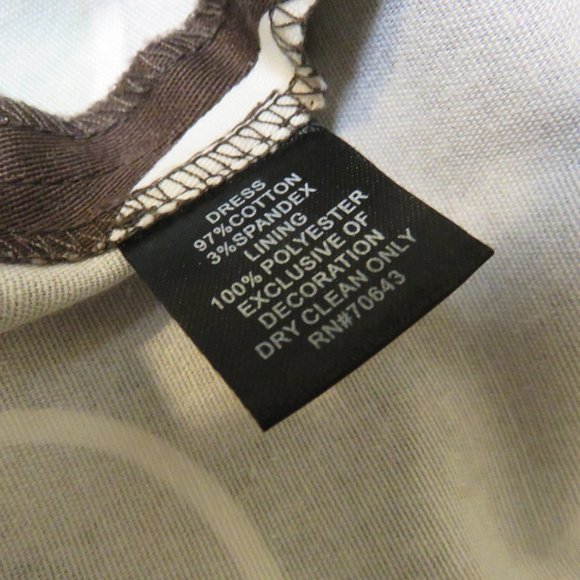 DRESS
97%COTTON
3%SPANDEX
LINING
100% POLYESTER
EXCLUSIVE OF
DECORATION
DRY CLEAN ONLY
RN#70643